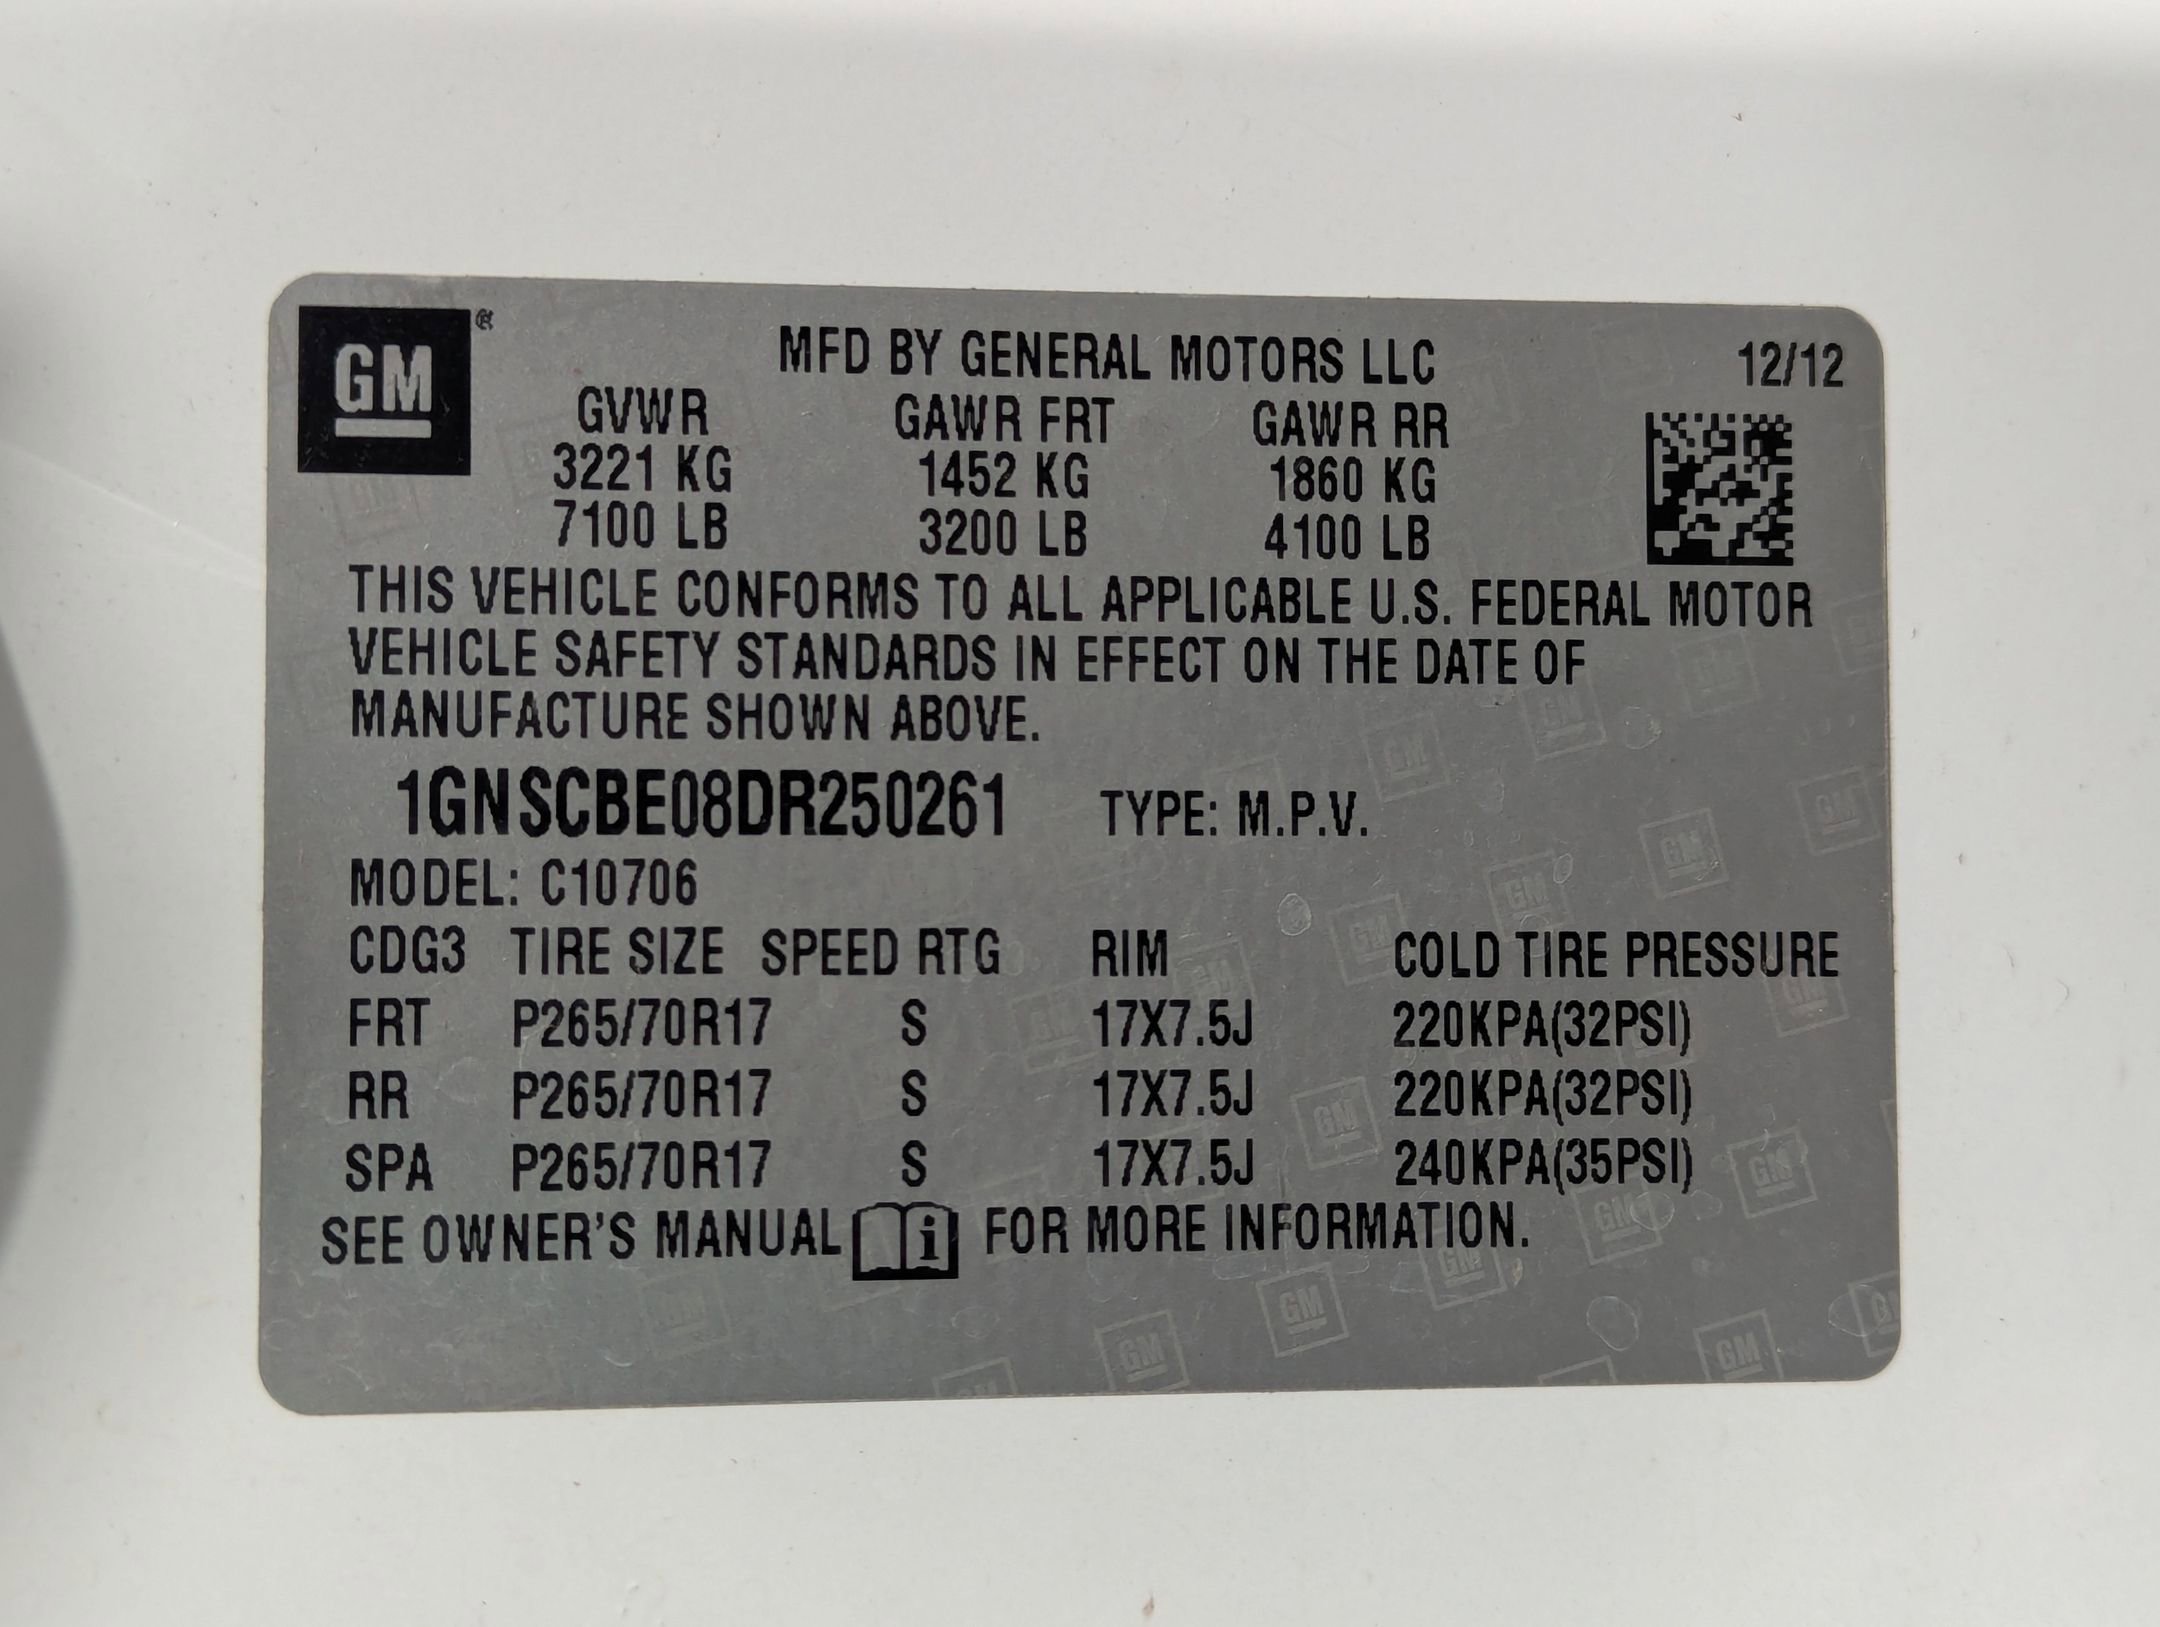 GM ®
MFD BY GENERAL MOTORS LLC 12/12
GVWR GAWR FRT GAWR RR
3221 KG 1452 KG 1860 KG
7100 LB 3200 LB 4100 LB
THIS VEHICLE CONFORMS TO ALL APPLICABLE U.S. FEDERAL MOTOR
VEHICLE SAFETY STANDARDS IN EFFECT ON THE DATE OF
MANUFACTURE SHOWN ABOVE.
1GNSCBE08DR250261 TYPE: M.P.V.
MODEL: C10706
CDG3 TIRE SIZE SPEED RTG RIM COLD TIRE PRESSURE
FRT P265/70R17 S 17X7.5J 220KPA(32PSI)
RR P265/70R17 S 17X7.5J 220KPA(32PSI)
SPA P265/70R17 S 17X7.5J 240KPA(35PSI)
SEE OWNER'S MANUAL i FOR MORE INFORMATION.